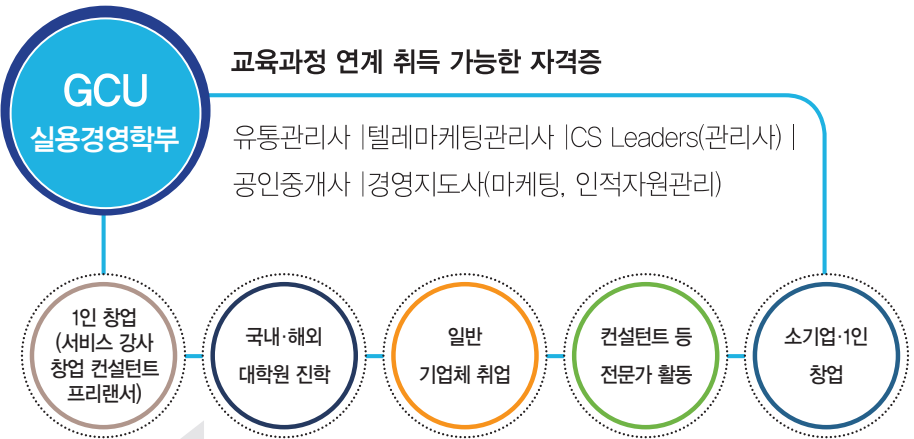 GCU
실용경영학부
교육과정 연계 취득 가능한 자격증
유통관리사 |텔레마케팅관리사 |CS Leaders(관리사) |
공인중개사 |경영지도사(마케팅, 인적자원관리)
1인 창업
(서비스 강사
창업 컨설턴트
프리랜서)
국내·해외
대학원 진학
일반
기업체 취업
컨설턴트 등
전문가 활동
소기업·1인
창업